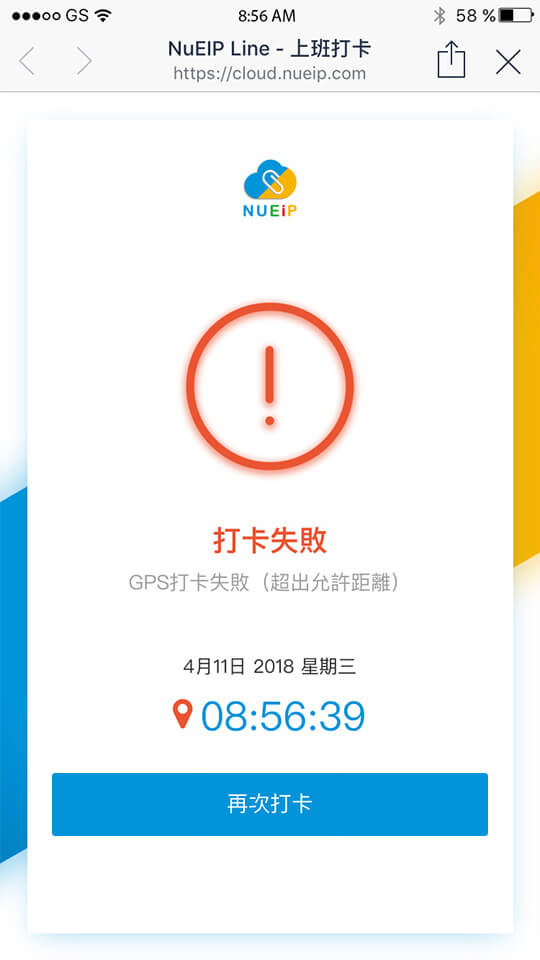 GS 8:56 AM 58 %
NuEIP Line - 上班打卡
https://cloud.nueip.com
NUEiP
打卡失敗
GPS打卡失敗（超出允許距離）
4月11日 2018 星期三
08:56:39
再次打卡